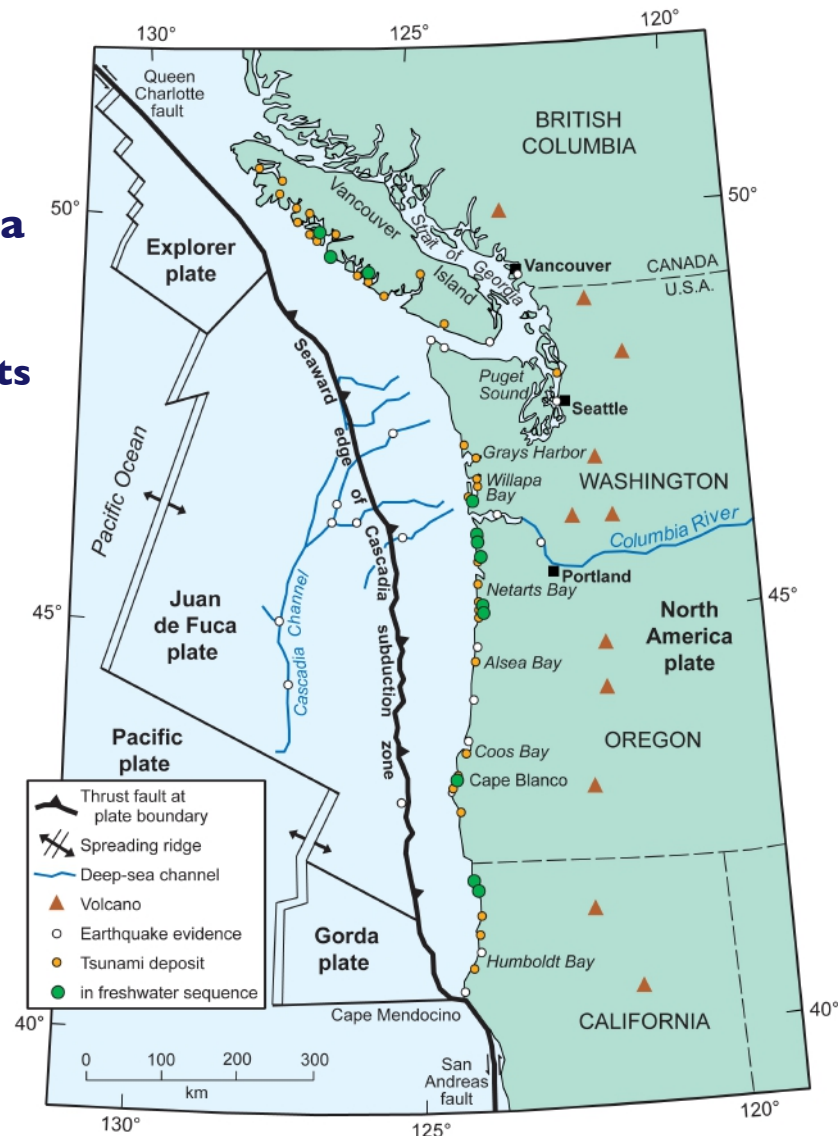 130°
125°
120°
Queen
Charlotte
fault
BRITISH
COLUMBIA
50°
50°
a
Vancouver
Island
Strait of Georgia
Explorer
plate
Vancouver
CANADA
U.S.A.
ts
Seaward edge of Cascadia subduction zone
Puget
Sound
Seattle
Pacific Ocean
Grays Harbor
Willapa
Bay
WASHINGTON
Columbia River
Portland
Netarts Bay
45°
45°
Juan
de Fuca
plate
Cascadia Channel
North
America
plate
Alsea Bay
Pacific
plate
OREGON
Coos Bay
Cape Blanco
Thrust fault at
plate boundary
Spreading ridge
Deep-sea channel
Volcano
Earthquake evidence
Tsunami deposit
in freshwater sequence
Gorda
plate
Humboldt Bay
40°
40°
Cape Mendocino
CALIFORNIA
0 100 200 300
km
San
Andreas
fault
130°
125°
120°